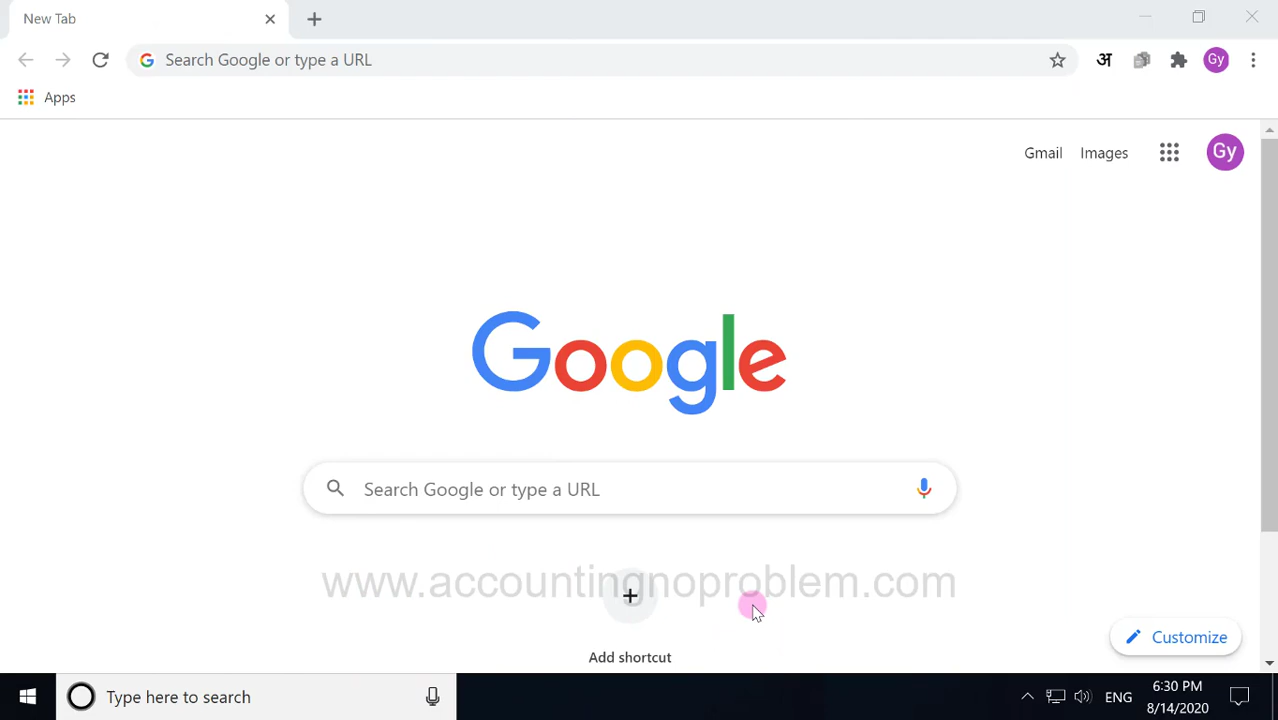 New Tab
Search Google or type a URL
अ
Gy
Apps
Gmail
Images
Gy
Google
Search Google or type a URL
www.accountingnoproblem.com
Add shortcut
Customize
Type here to search
ENG
6:30 PM
8/14/2020